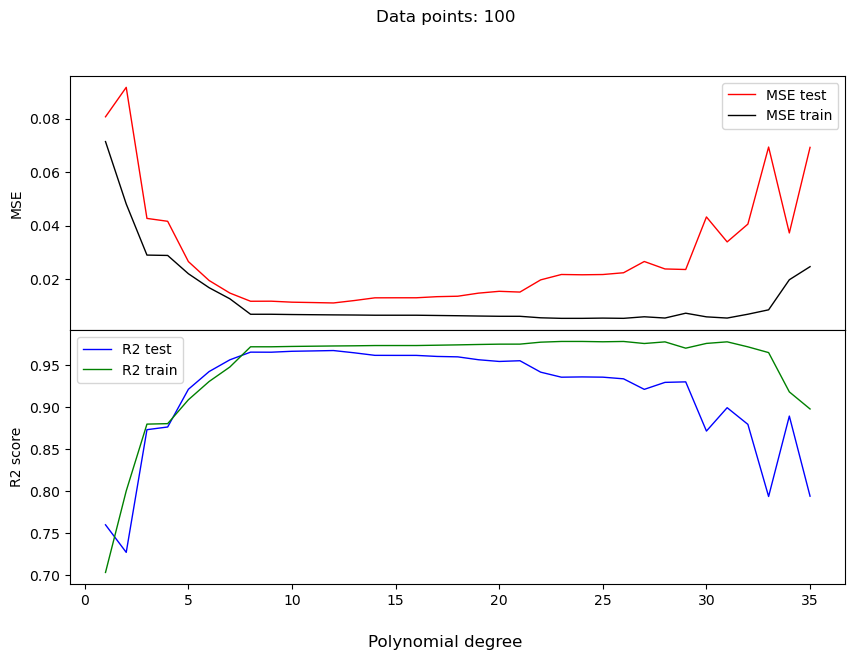 Data points: 100
MSE test
MSE train
MSE
0.08
0.06
0.04
0.02
R2 test
R2 train
R2 score
0.95
0.90
0.85
0.80
0.75
0.70
0 5 10 15 20 25 30 35
Polynomial degree